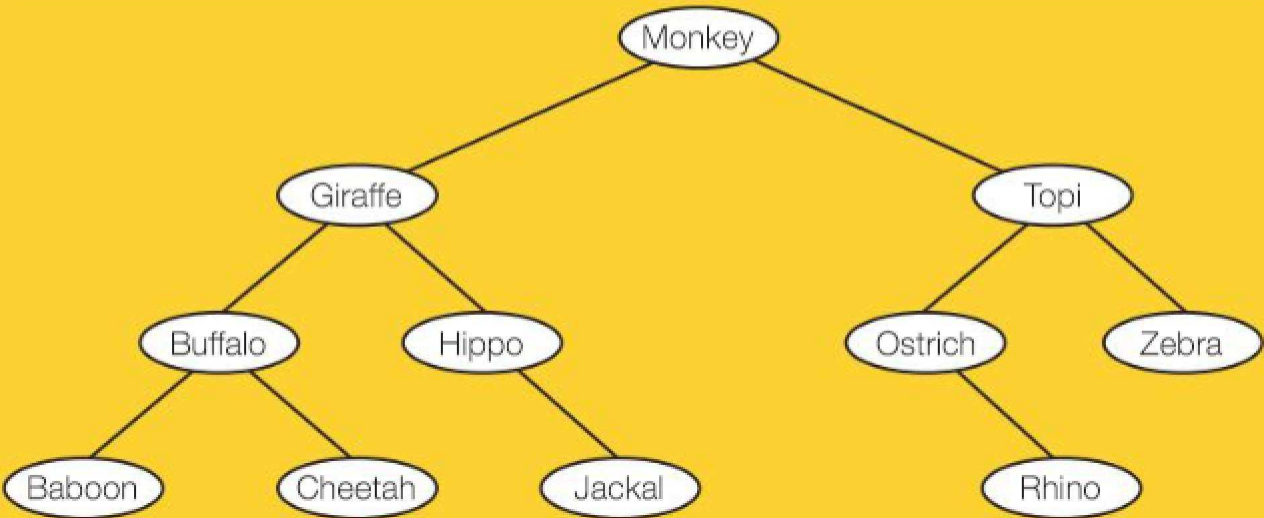 Monkey
Giraffe
Topi
Buffalo
Hippo
Ostrich
Zebra
Baboon
Cheetah
Jackal
Rhino